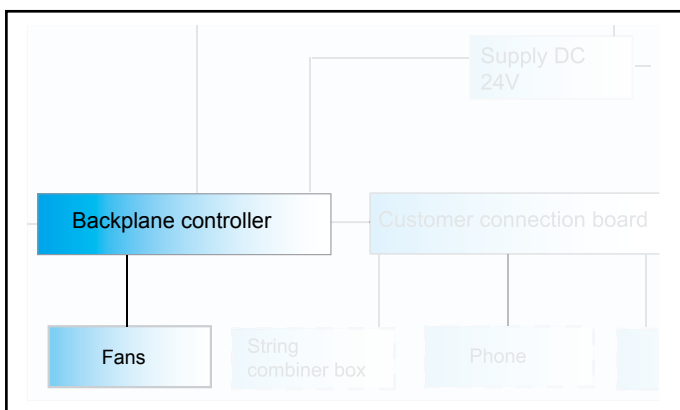 Supply DC
24V
Backplane controller
Customer connection board
Fans
String
combiner box
Phone